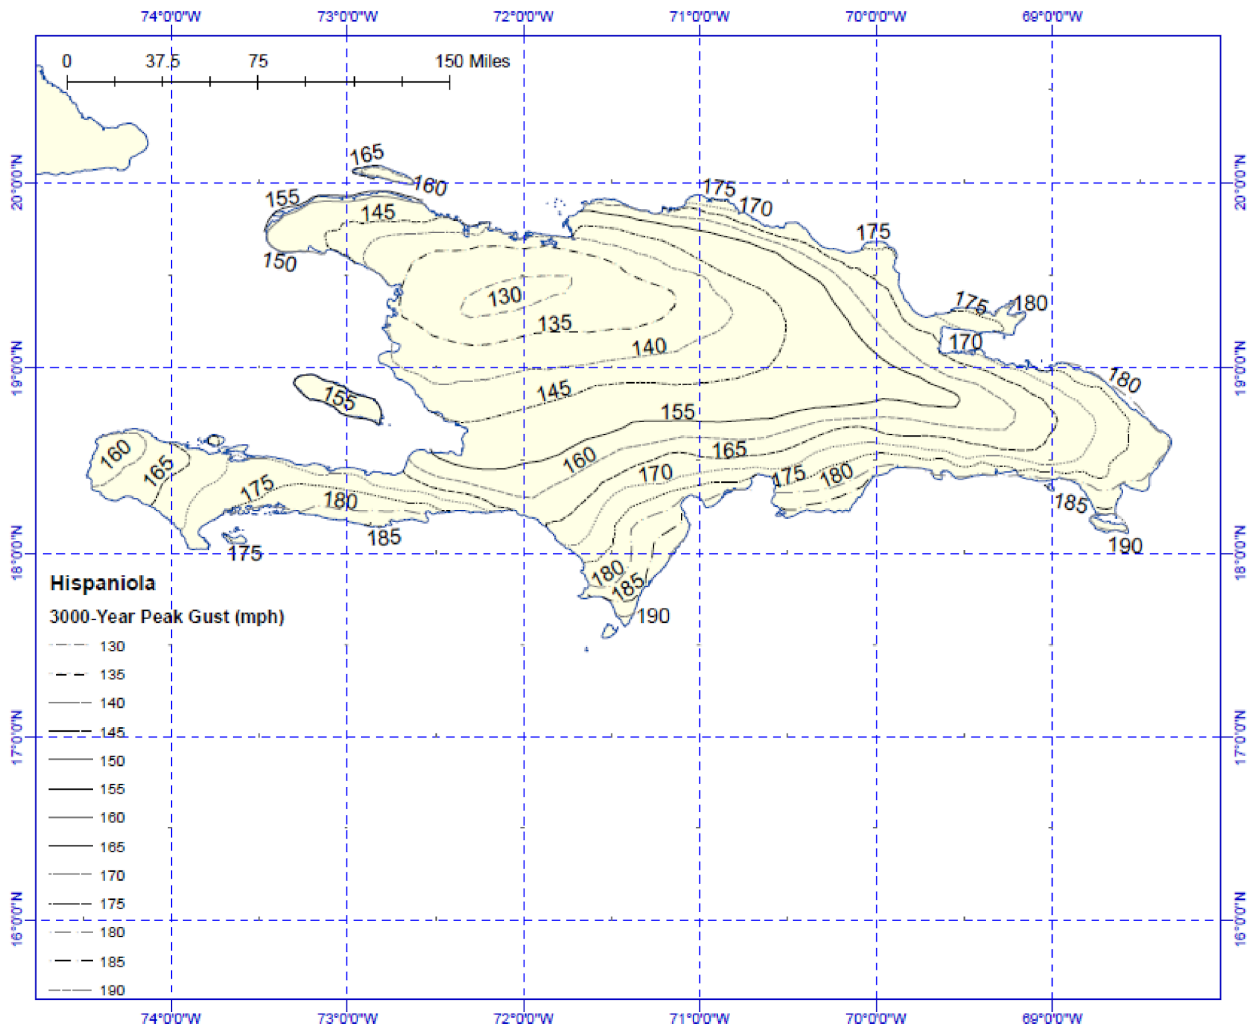 74°0'0"W 73°0'0"W 72°0'0"W 71°0'0"W 70°0'0"W 69°0'0"W
0 37.5 75 150 Miles
165
20°0'0"N 160 175 20°0'0"N
155 170
145 175
150
130 175 180
135 170
140
19°0'0"N 19°0'0"N
145 180
155 155
160 165 160 165
170 175 180
175 180 185
185
175 190
18°0'0"N 18°0'0"N
180
185
190
Hispaniola
3000-Year Peak Gust (mph)
130
135
140
145
150
155
160
165
170
175
180
185
190
17°0'0"N 17°0'0"N
16°0'0"N 16°0'0"N
74°0'0"W 73°0'0"W 72°0'0"W 71°0'0"W 70°0'0"W 69°0'0"W